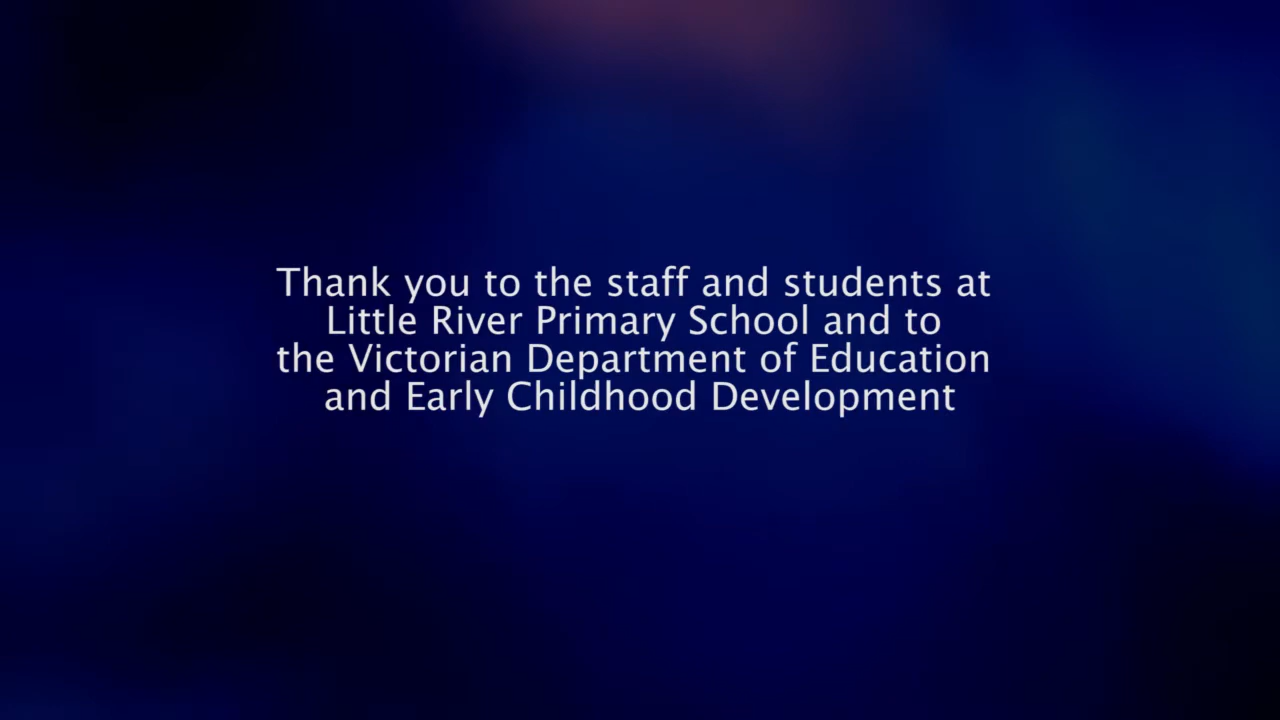 Thank you to the staff and students at
Little River Primary School and to
the Victorian Department of Education
and Early Childhood Development